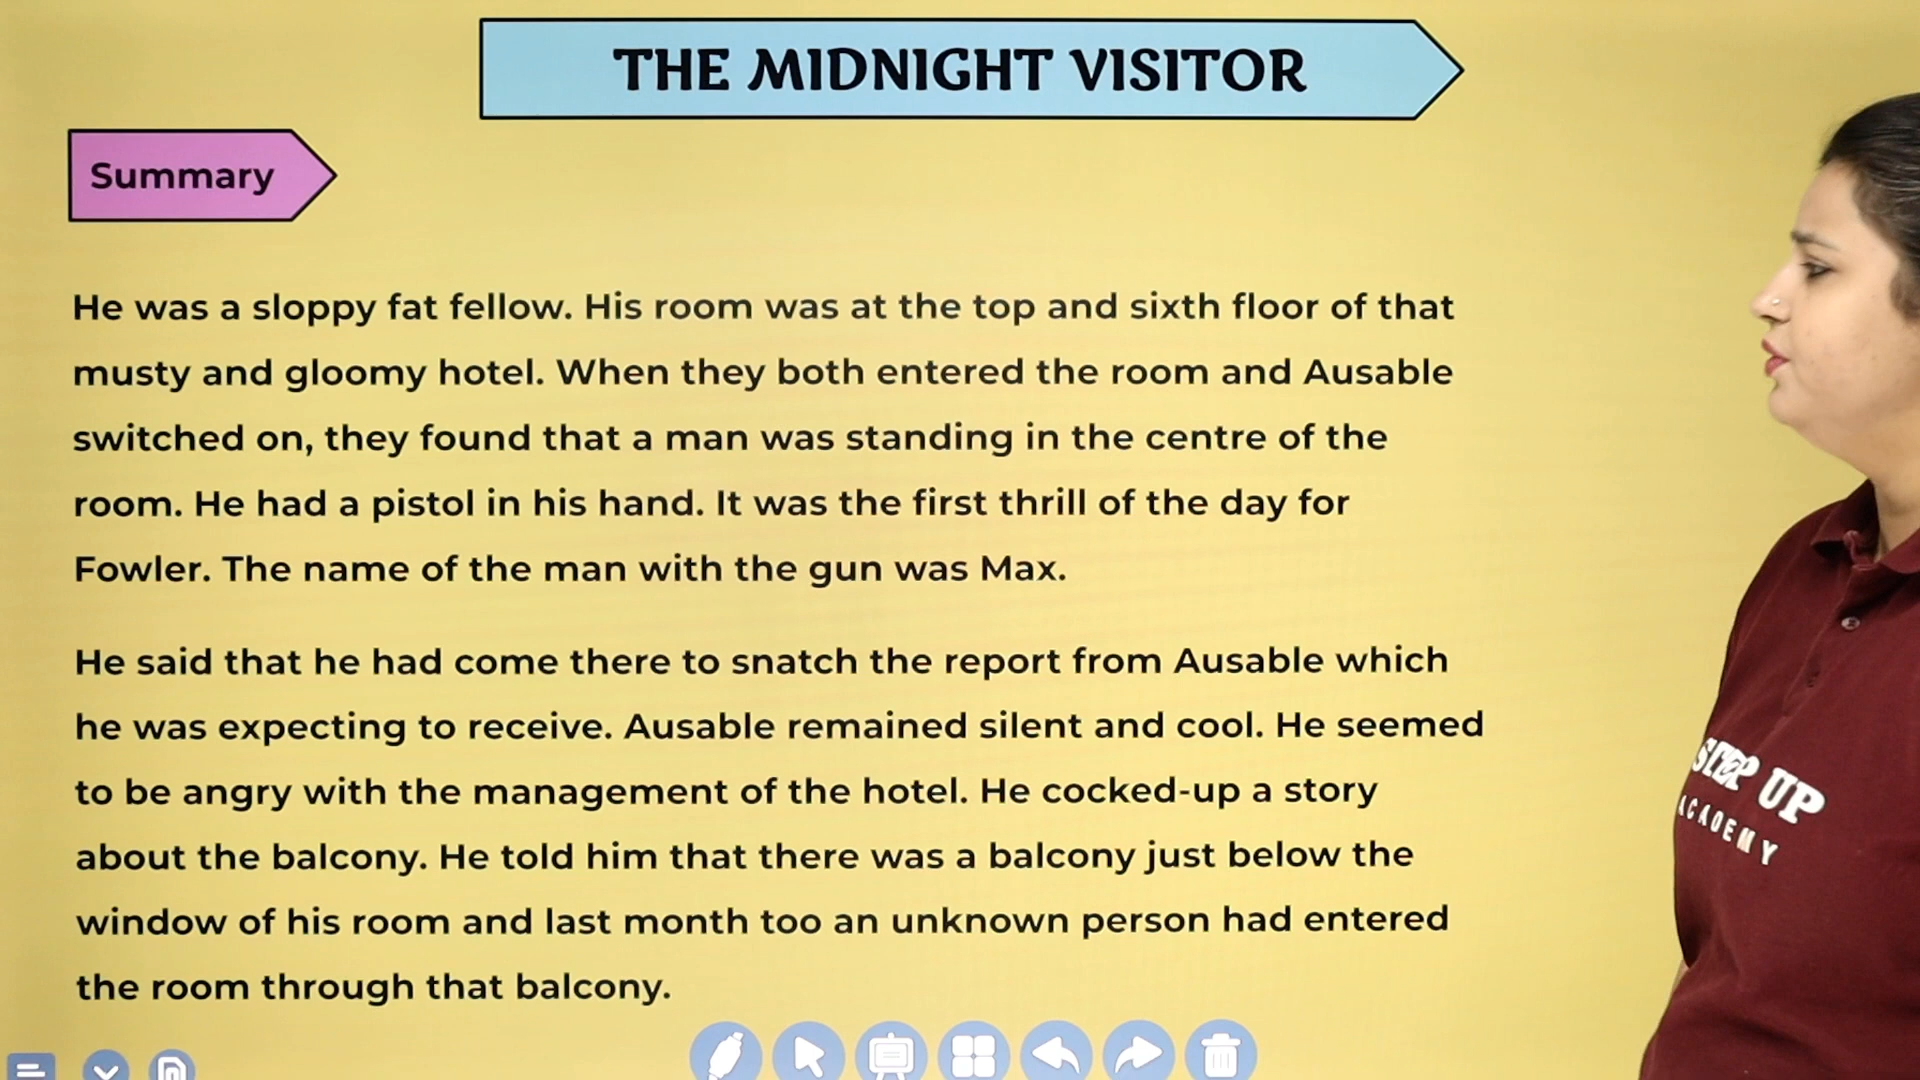 THE MIDNIGHT VISITOR
Summary
He was a sloppy fat fellow. His room was at the top and sixth floor of that
musty and gloomy hotel. When they both entered the room and Ausable
switched on, they found that a man was standing in the centre of the
room. He had a pistol in his hand. It was the first thrill of the day for
Fowler. The name of the man with the gun was Max.
He said that he had come there to snatch the report from Ausable which
he was expecting to receive. Ausable remained silent and cool. He seemed
to be angry with the management of the hotel. He cocked-up a story
about the balcony. He told him that there was a balcony just below the
window of his room and last month too an unknown person had entered
the room through that balcony.
STEP UP
ACADEMY